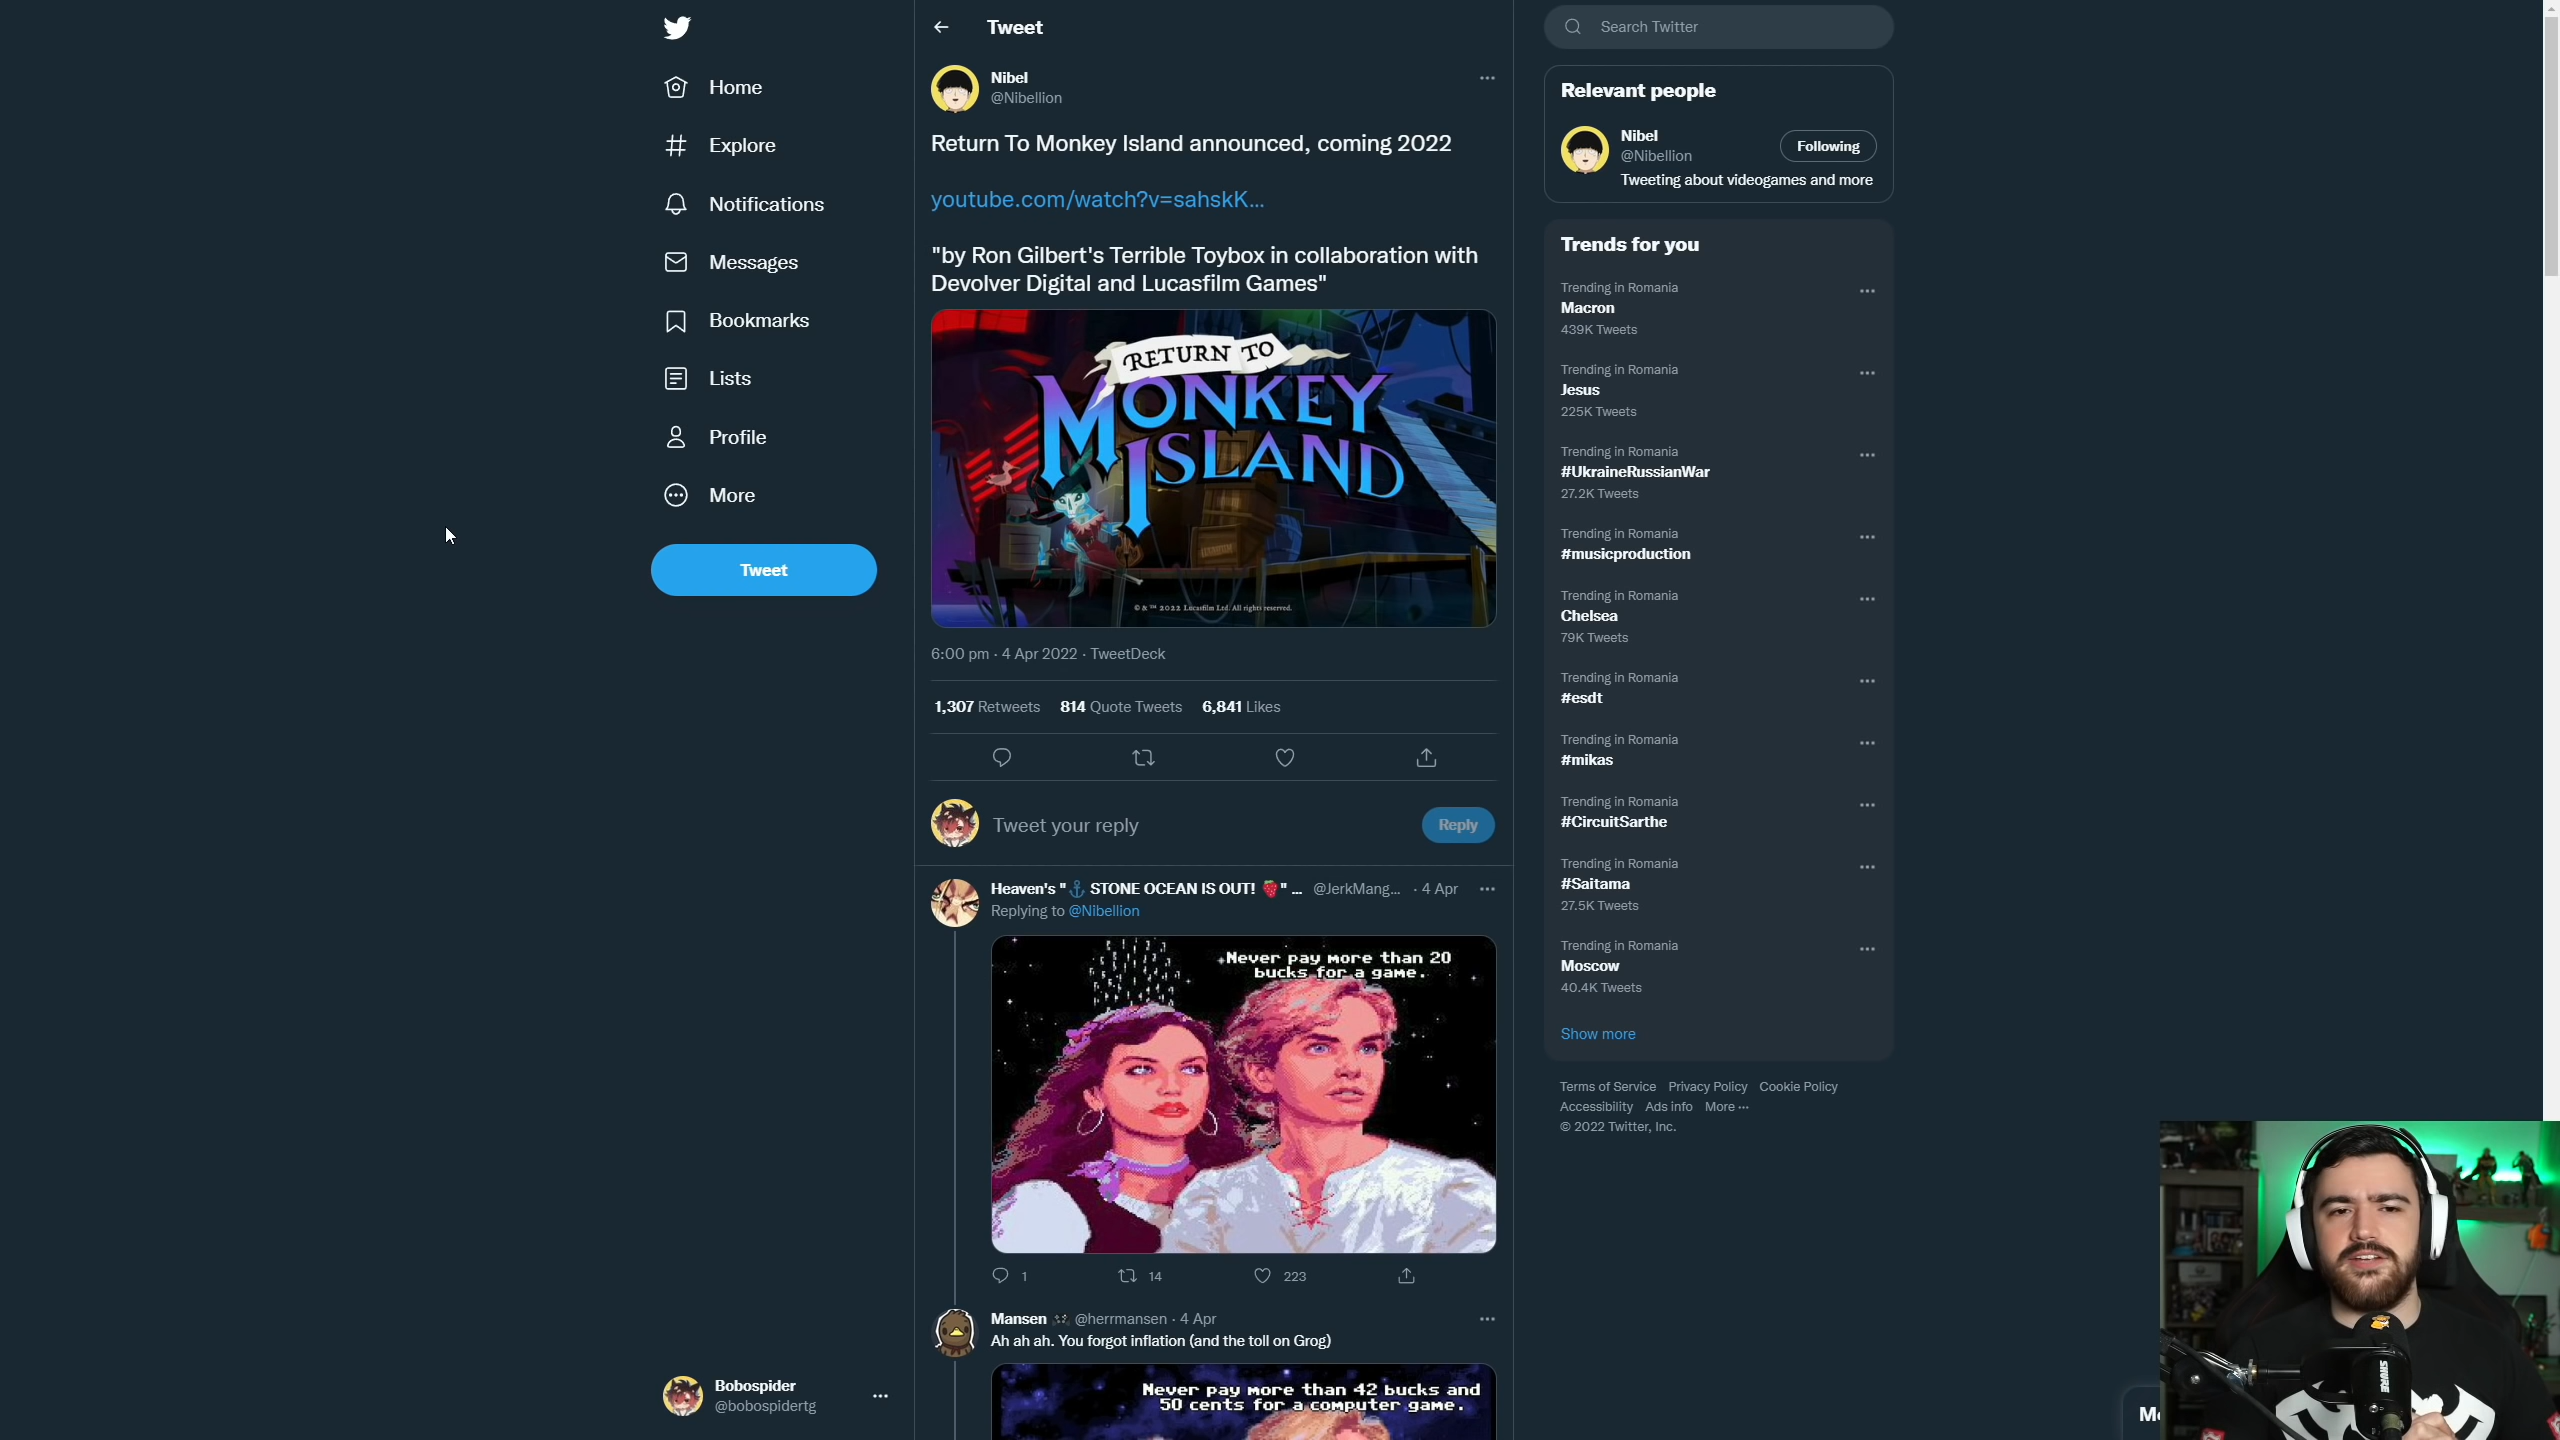 Home
Explore
Notifications
Messages
Bookmarks
Lists
Profile
More
Tweet
Bobospider
@bobospidertg
Tweet
Nibel
@Nibellion
Return To Monkey Island announced, coming 2022
youtube.com/watch?v=sahskK...
"by Ron Gilbert's Terrible Toybox in collaboration with
Devolver Digital and Lucasfilm Games"
RETURN TO
MONKEY
ISLAND
© & ™ 2022 Lucasfilm Ltd. All rights reserved.
6:00 pm · 4 Apr 2022 · TweetDeck
1,307 Retweets 814 Quote Tweets 6,841 Likes
Tweet your reply
Reply
Heaven's "⚓ STONE OCEAN IS OUT! 🍓" ... @JerkMang... · 4 Apr
Replying to @Nibellion
Never pay more than 20
bucks for a game.
1 14 223
Mansen @herrmansen · 4 Apr
Ah ah ah. You forgot inflation (and the toll on Grog)
Never pay more than 42 bucks and
50 cents for a computer game.
Search Twitter
Relevant people
Nibel
@Nibellion
Following
Tweeting about videogames and more
Trends for you
Trending in Romania
Macron
439K Tweets
Trending in Romania
Jesus
225K Tweets
Trending in Romania
#UkraineRussianWar
27.2K Tweets
Trending in Romania
#musicproduction
Trending in Romania
Chelsea
79K Tweets
Trending in Romania
#esdt
Trending in Romania
#mikas
Trending in Romania
#CircuitSarthe
Trending in Romania
#Saitama
27.5K Tweets
Trending in Romania
Moscow
40.4K Tweets
Show more
Terms of Service Privacy Policy Cookie Policy
Accessibility Ads info More ···
© 2022 Twitter, Inc.
SHURE